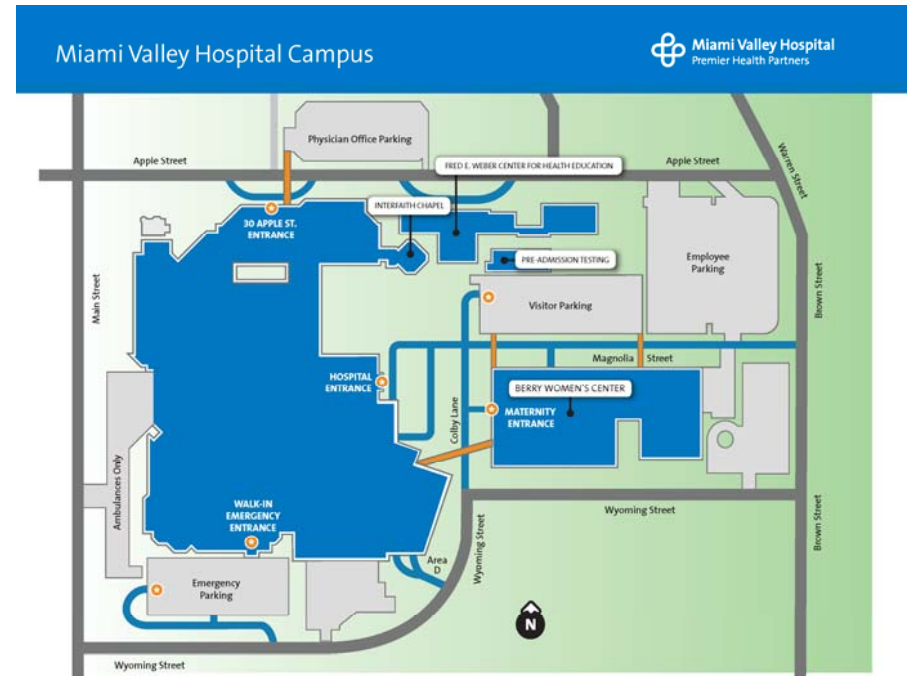 Miami Valley Hospital Campus
Miami Valley Hospital
Premier Health Partners
Physician Office Parking
Apple Street
FRED E. WEBER CENTER FOR HEALTH EDUCATION
Apple Street
Warren Street
INTERFAITH CHAPEL
30 APPLE ST.
ENTRANCE
PRE-ADMISSION TESTING
Employee
Parking
Main Street
Visitor Parking
Brown Street
Magnolia Street
HOSPITAL
ENTRANCE
BERRY WOMEN'S CENTER
MATERNITY
ENTRANCE
Colby Lane
Ambulances Only
WALK-IN
EMERGENCY
ENTRANCE
Wyoming Street
Wyoming Street
Brown Street
Area
D
Emergency
Parking
N
Wyoming Street